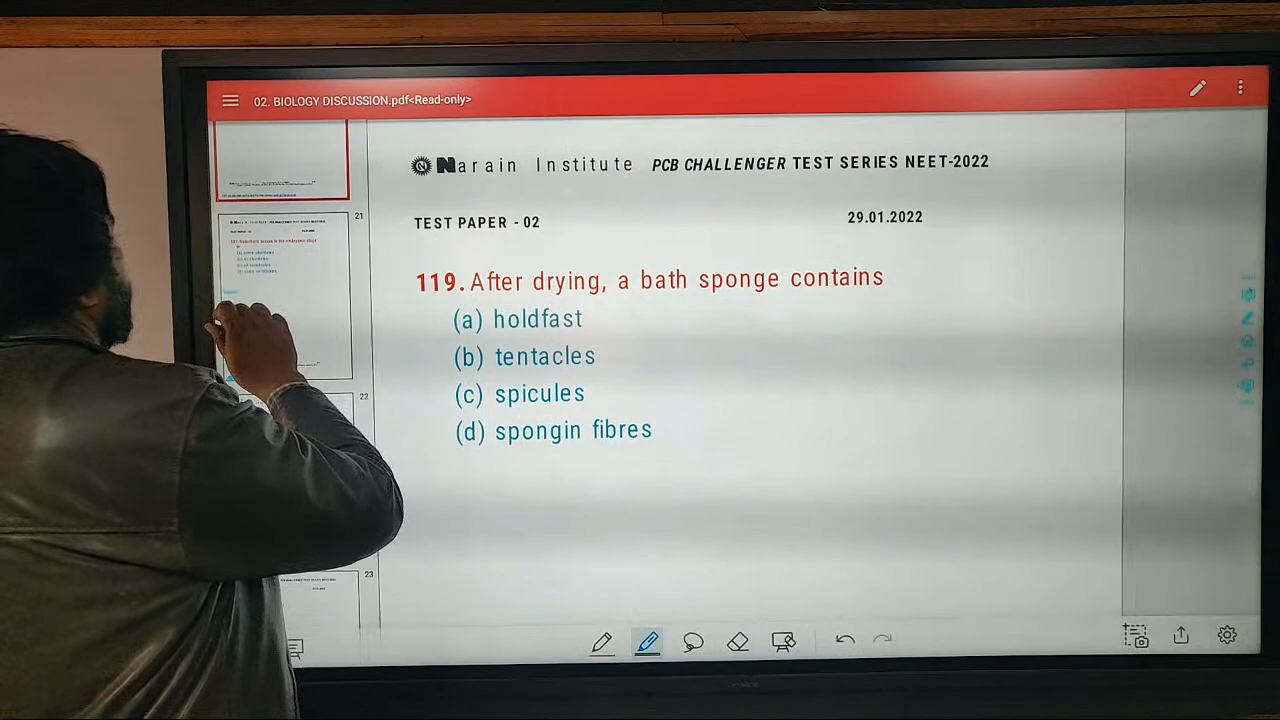 02. BIOLOGY DISCUSSION.pdf<Read-only>
Narain Institute PCB CHALLENGER TEST SERIES NEET-2022
TEST PAPER - 02
29.01.2022
119. After drying, a bath sponge contains
(a) holdfast
(b) tentacles
(c) spicules
(d) spongin fibres
21
22
23